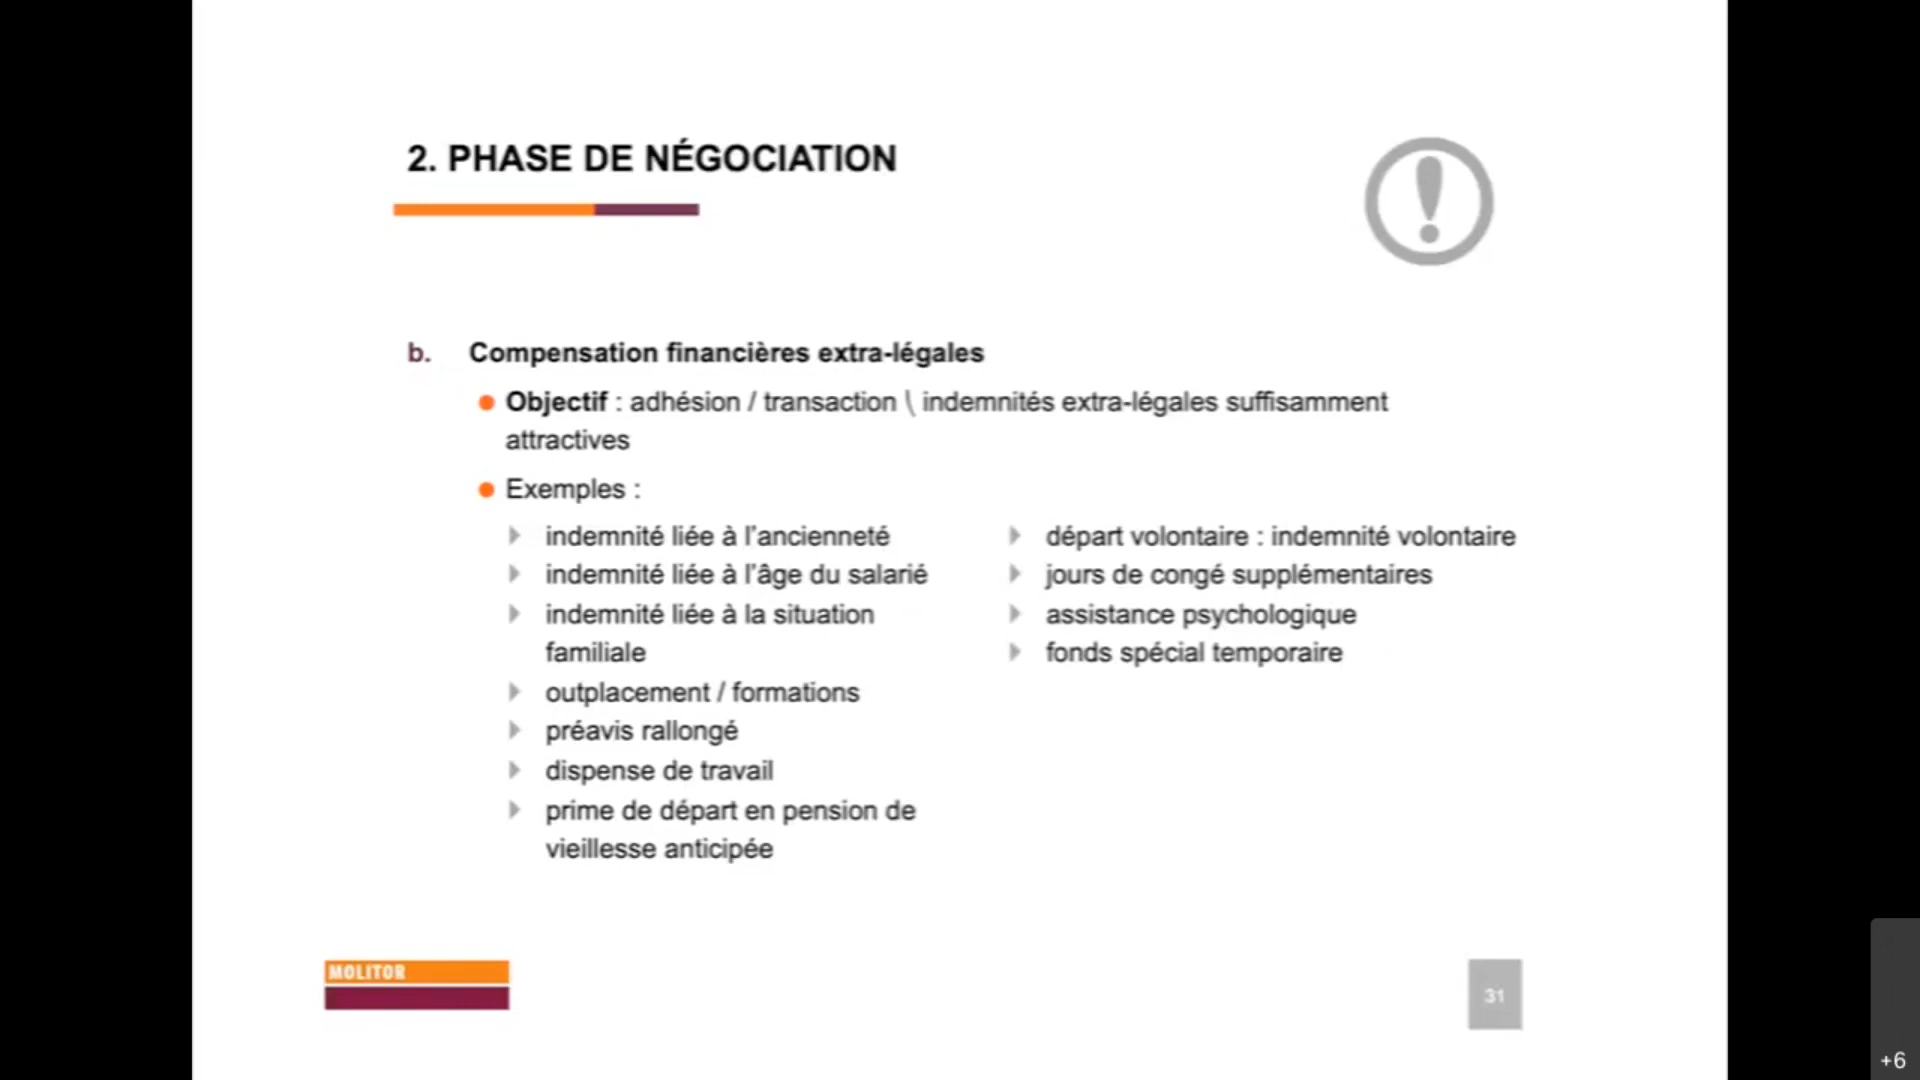 2. PHASE DE NÉGOCIATION
b. Compensation financières extra-légales
Objectif : adhésion / transaction \ indemnités extra-légales suffisamment
attractives
Exemples :
indemnité liée à l'ancienneté
indemnité liée à l'âge du salarié
indemnité liée à la situation
familiale
outplacement / formations
préavis rallongé
dispense de travail
prime de départ en pension de
vieillesse anticipée
départ volontaire : indemnité volontaire
jours de congé supplémentaires
assistance psychologique
fonds spécial temporaire
MOLITOR
31
+6